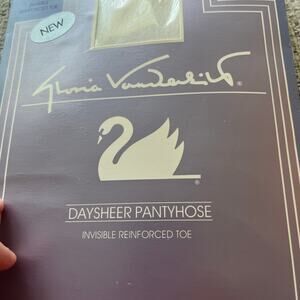 NEW
Gloria Vanderbilt®
®
DAYSHEER PANTYHOSE
INVISIBLE REINFORCED TOE